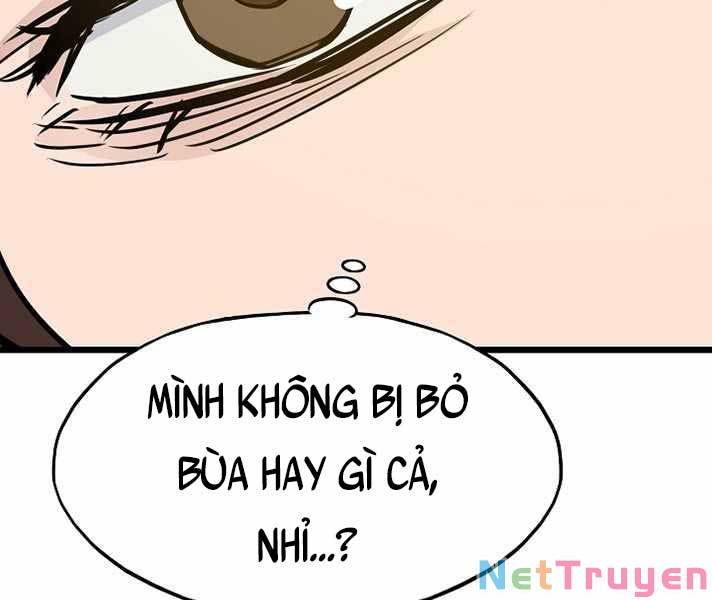 MÌNH KHÔNG BỊ BỎ
BÙA HAY GÌ CẢ,
NHỈ...?
NetTruyen